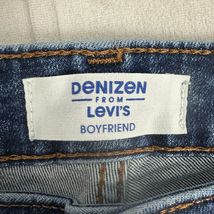 DENIZEN
FROM
LEVI'S
BOYFRIEND